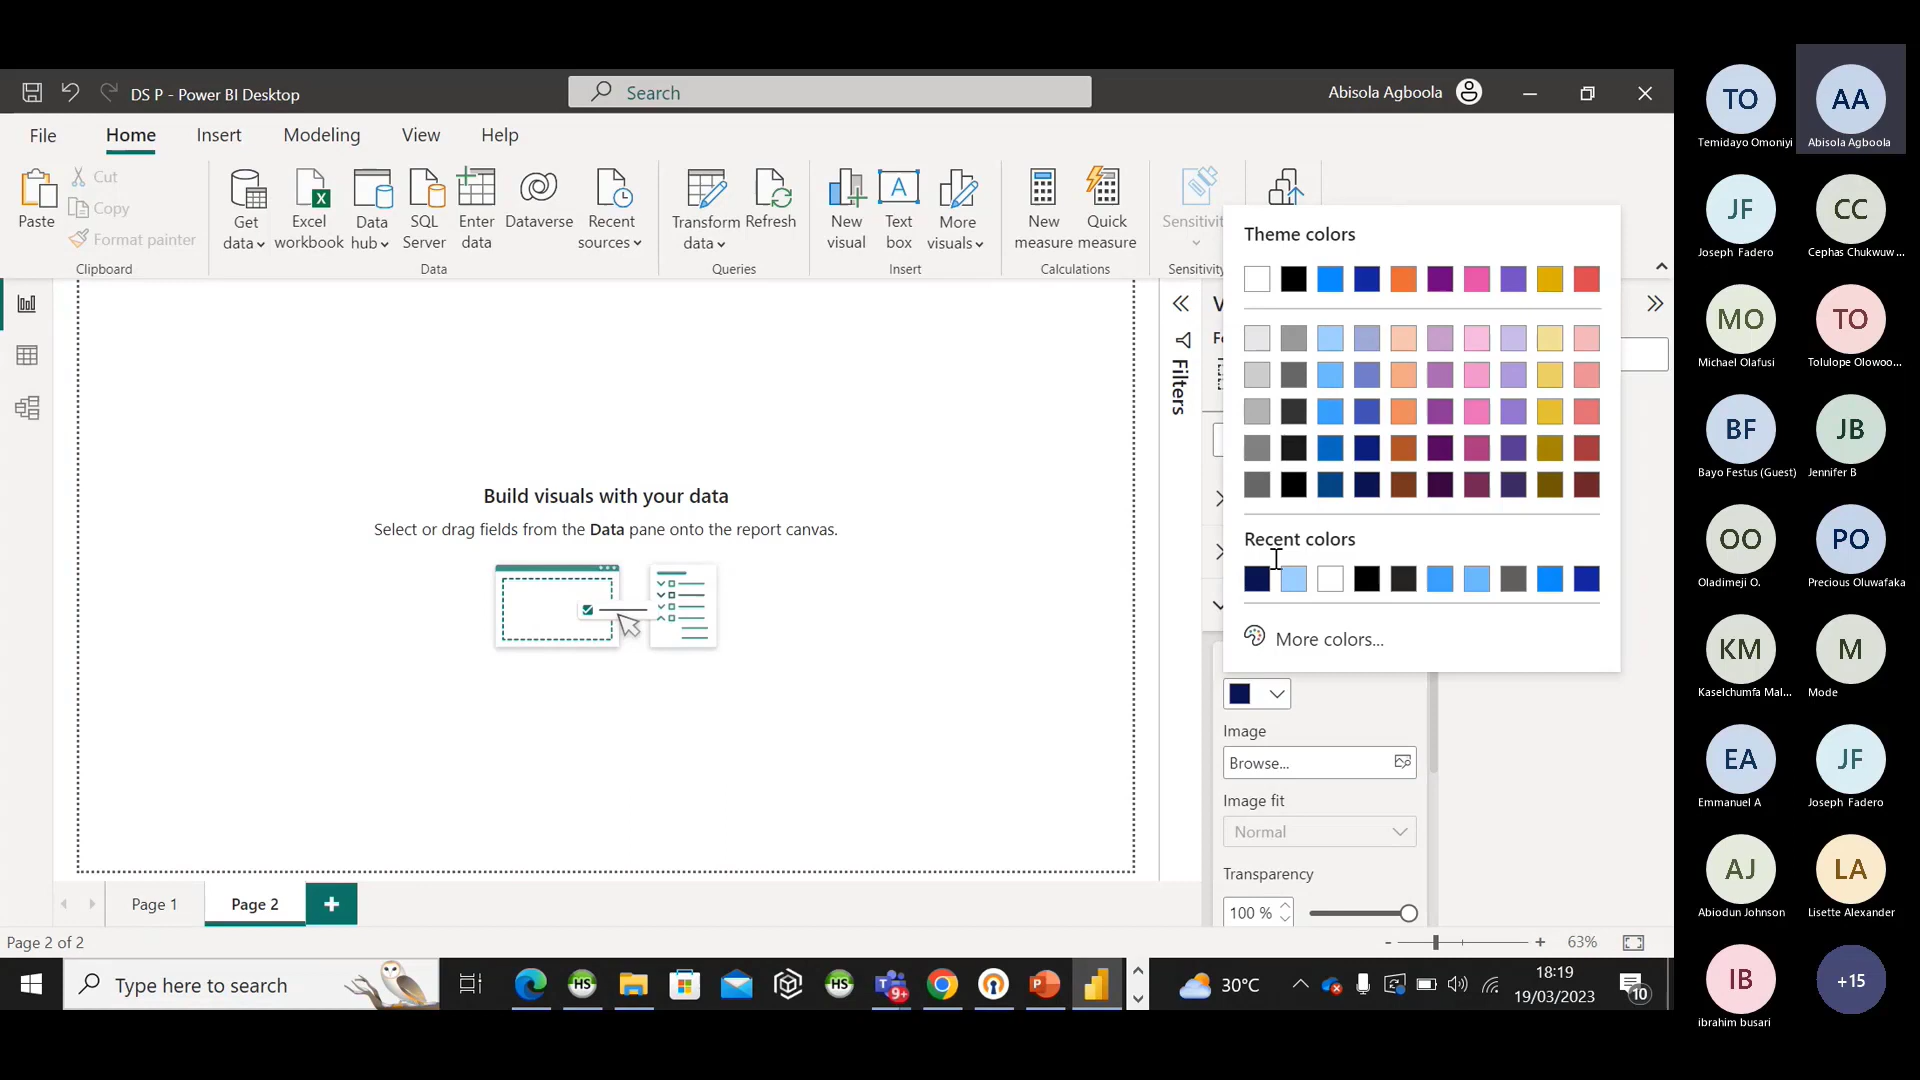 DS P - Power BI Desktop
Search
Abisola Agboola
File
Home
Insert
Modeling
View
Help
Paste
Cut
Copy
Format painter
Clipboard
Get data
Excel workbook
Data hub
SQL Server
Enter data
Dataverse
Recent sources
Data
Transform data
Refresh
Queries
New visual
Text box
More visuals
Insert
New measure
Quick measure
Calculations
Sensitivit
Sensitivity
Theme colors
Recent colors
More colors...
Filters
Build visuals with your data
Select or drag fields from the Data pane onto the report canvas.
Image
Browse...
Image fit
Normal
Transparency
100 %
Page 1
Page 2
Page 2 of 2
- + 63%
Type here to search
HS
HS
9+
P
30°C
18:19
19/03/2023
10
TO
Temidayo Omoniyi
AA
Abisola Agboola
JF
Joseph Fadero
CC
Cephas Chukwuw...
MO
Michael Olafusi
TO
Tolulope Olowoo...
BF
Bayo Festus (Guest)
JB
Jennifer B
OO
Oladimeji O.
PO
Precious Oluwafaka
KM
Kaselchumfa Mal...
M
Mode
EA
Emmanuel A
JF
Joseph Fadero
AJ
Abiodun Johnson
LA
Lisette Alexander
IB
ibrahim busari
+15